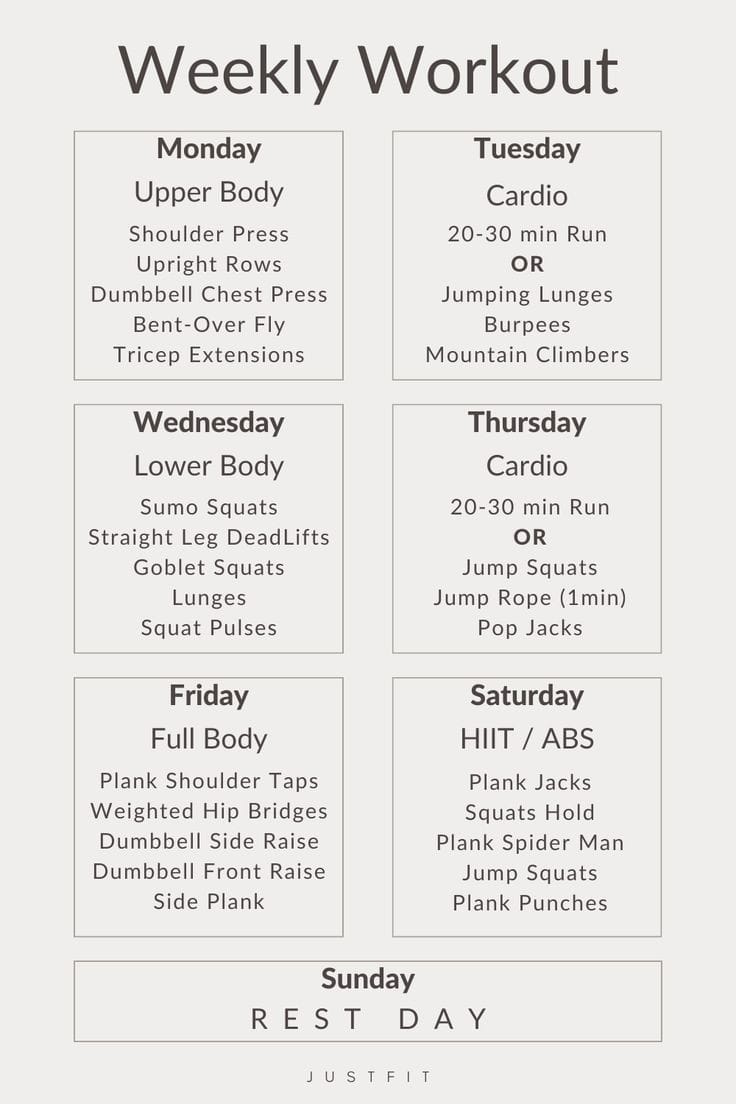 Weekly Workout
Monday
Upper Body
Shoulder Press
Upright Rows
Dumbbell Chest Press
Bent-Over Fly
Tricep Extensions
Tuesday
Cardio
20-30 min Run
OR
Jumping Lunges
Burpees
Mountain Climbers
Wednesday
Lower Body
Sumo Squats
Straight Leg DeadLifts
Goblet Squats
Lunges
Squat Pulses
Thursday
Cardio
20-30 min Run
OR
Jump Squats
Jump Rope (1min)
Pop Jacks
Friday
Full Body
Plank Shoulder Taps
Weighted Hip Bridges
Dumbbell Side Raise
Dumbbell Front Raise
Side Plank
Saturday
HIIT / ABS
Plank Jacks
Squats Hold
Plank Spider Man
Jump Squats
Plank Punches
Sunday
REST DAY
JUSTFIT